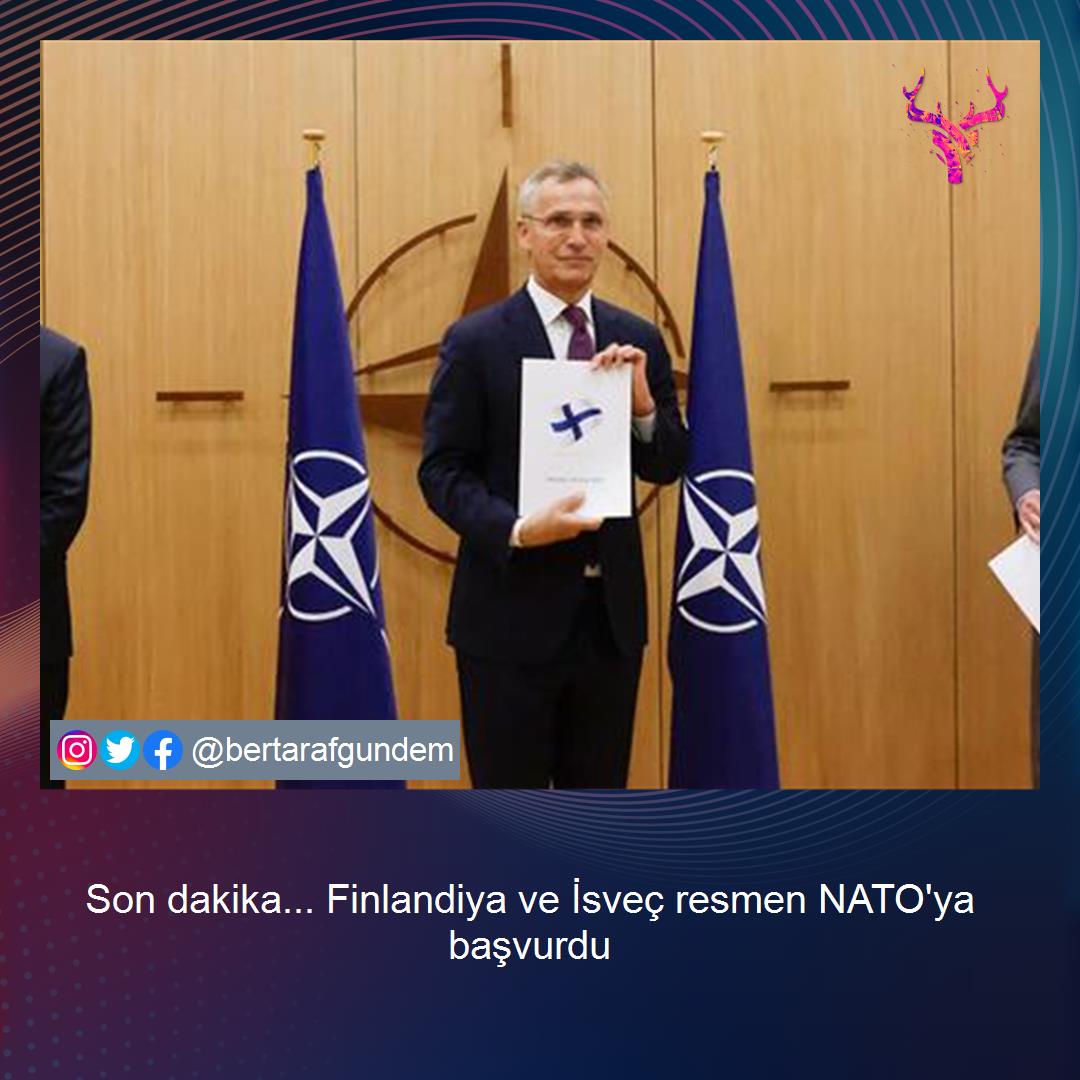 @bertarafgundem
Son dakika... Finlandiya ve İsveç resmen NATO'ya
başvurdu